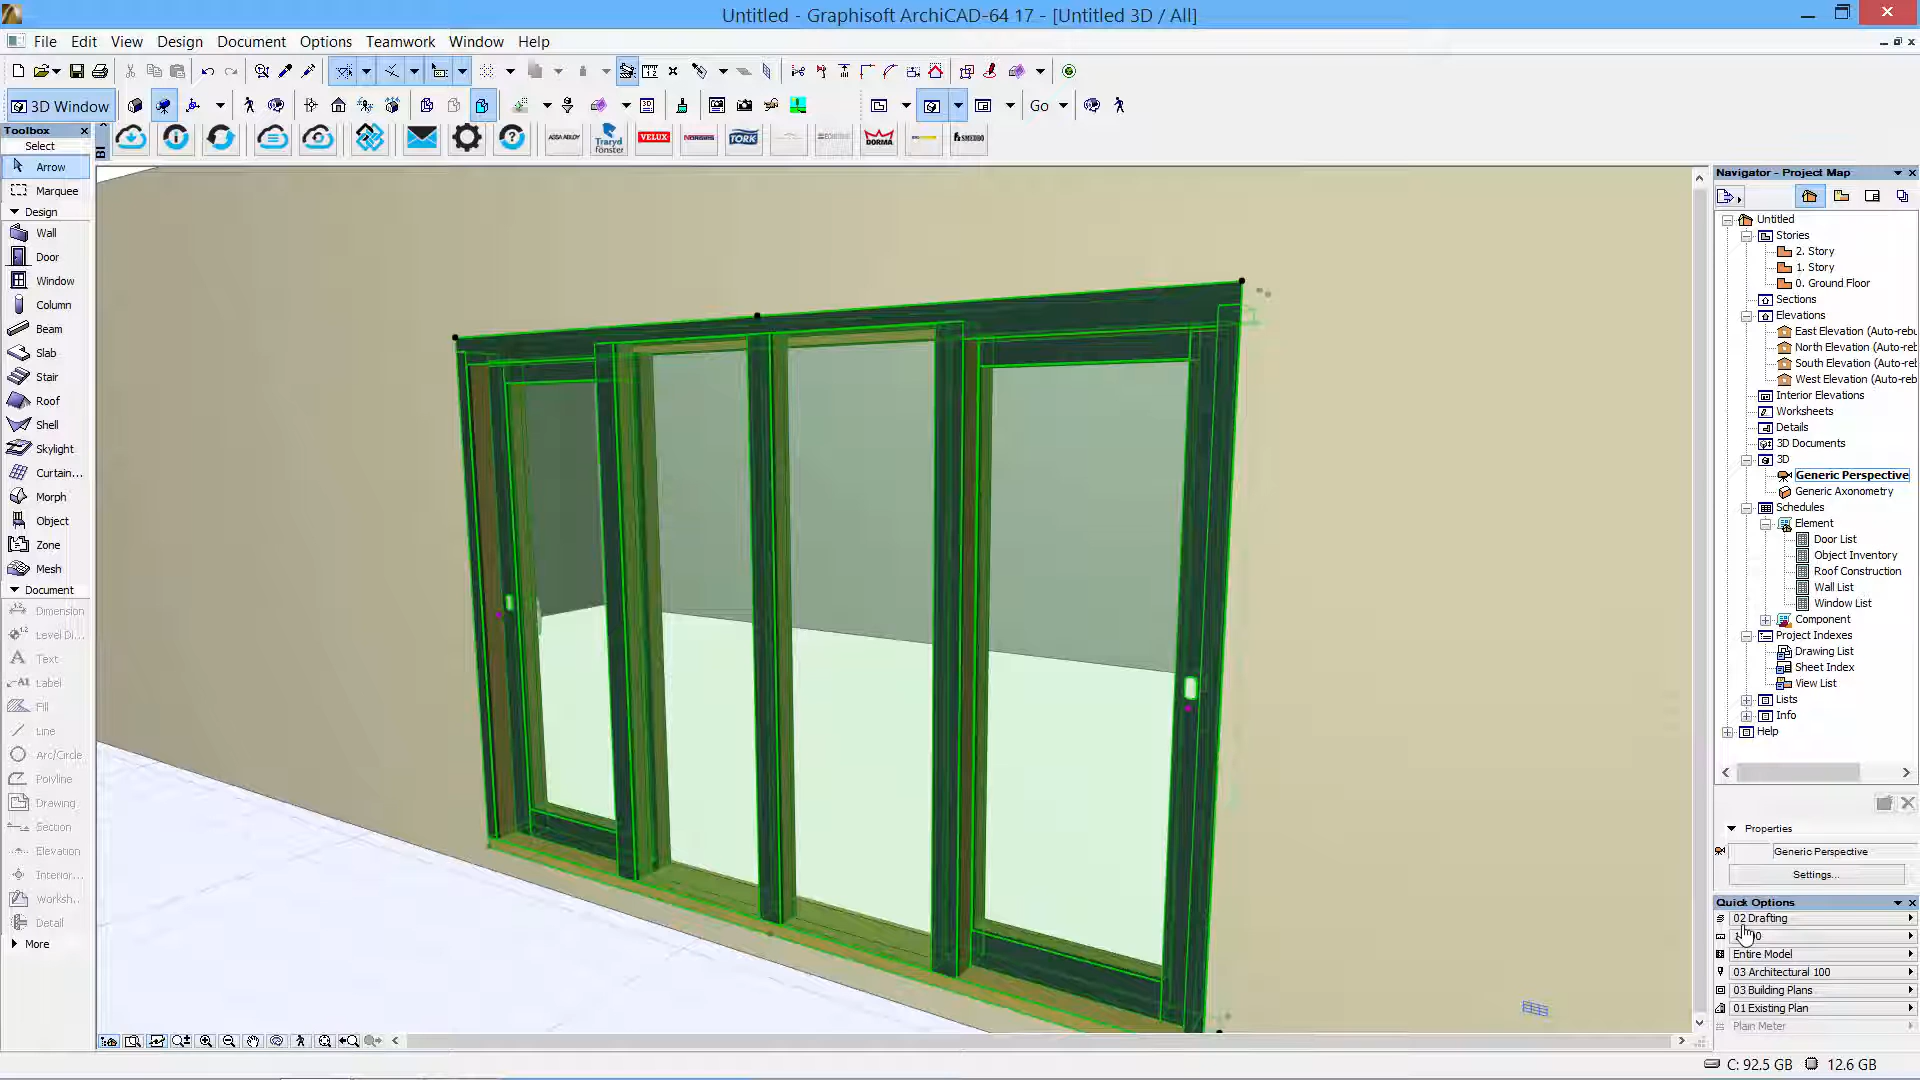 Untitled - Graphisoft ArchiCAD-64 17 - [Untitled 3D / All]
File Edit View Design Document Options Teamwork Window Help
3D Window
Go
Toolbox
Select
Arrow
Marquee
Design
Wall
Door
Window
Column
Beam
Slab
Stair
Roof
Shell
Skylight
Curtain...
Morph
Object
Zone
Mesh
Document
Dimension
Level Di...
Text
Label
Fill
Line
Arc/Circle
Polyline
Drawing
Section
Elevation
Interior...
Worksh...
Detail
More
ASSA ABLOY
Traryd fönster
VELUX
TORK
DORMA
Navigator - Project Map
Untitled
Stories
2. Story
1. Story
0. Ground Floor
Sections
Elevations
East Elevation (Auto-rebu
North Elevation (Auto-reb
South Elevation (Auto-reb
West Elevation (Auto-reb
Interior Elevations
Worksheets
Details
3D Documents
3D
Generic Perspective
Generic Axonometry
Schedules
Element
Door List
Object Inventory
Roof Construction
Wall List
Window List
Component
Project Indexes
Drawing List
Sheet Index
View List
Lists
Info
Help
Properties
Generic Perspective
Settings...
Quick Options
02 Drafting
Entire Model
03 Architectural 100
03 Building Plans
01 Existing Plan
Plain Meter
C: 92.5 GB 12.6 GB